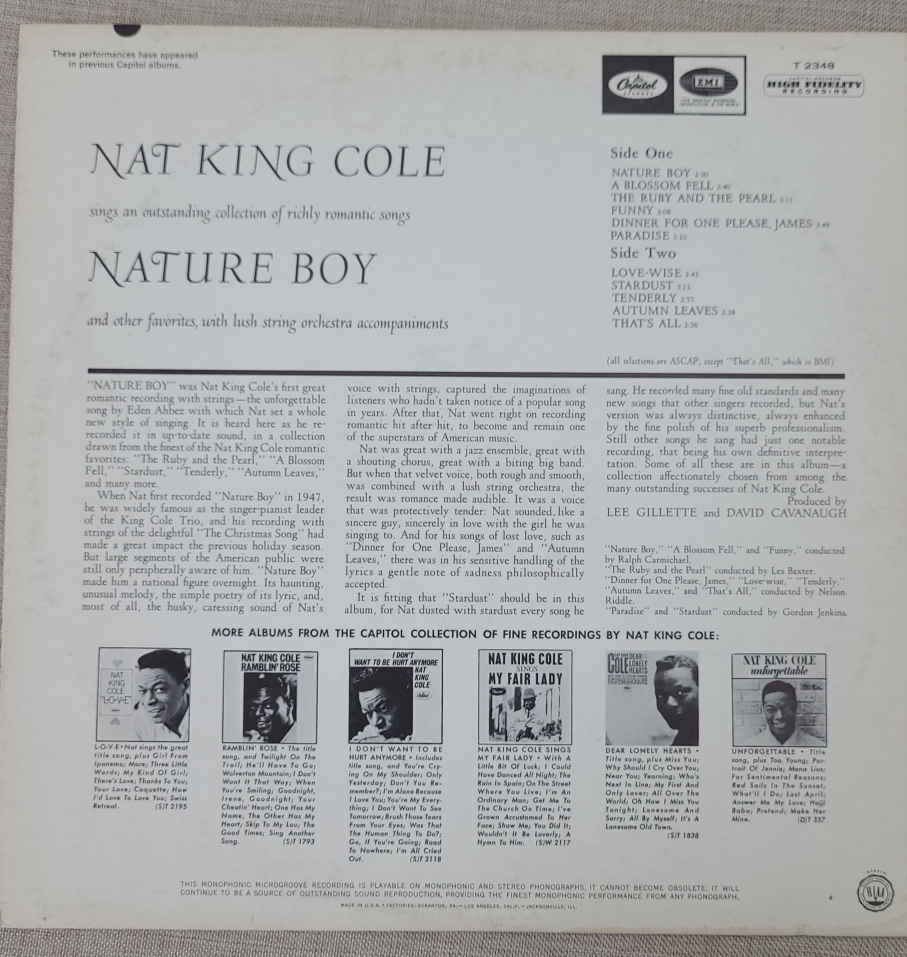 These performances have appeared
in previous Capitol albums.
Capitol
RECORDS
EMI
T 2348
CAPITOL RECORDS
HIGH FIDELITY
RECORDING
NAT KING COLE
sings an outstanding collection of richly romantic songs
NATURE BOY
and other favorites, with lush string orchestra accompaniments
Side One
NATURE BOY
A BLOSSOM FELL
THE RUBY AND THE PEARL
FUNNY
DINNER FOR ONE PLEASE, JAMES
PARADISE
Side Two
LOVE-WISE
STARDUST
TENDERLY
AUTUMN LEAVES
THAT'S ALL
(all selections are ASCAP, except "That's All," which is BMI)
"NATURE BOY" was Nat King Cole's first great
romantic recording with strings—the unforgettable
song by Eden Ahbez with which Nat set a whole
new style of singing. It is heard here as he re-
recorded it in up-to-date sound, in a collection
drawn from the finest of the Nat King Cole romantic
favorites: "The Ruby and the Pearl," "A Blossom
Fell," "Stardust," "Tenderly," "Autumn Leaves,"
and many more.
When Nat first recorded "Nature Boy" in 1947,
he was widely famous as the singer-pianist leader
of the King Cole Trio, and his recording with
strings of the delightful "The Christmas Song" had
made a great impact the previous holiday season.
But large segments of the American public were
still only peripherally aware of him. "Nature Boy"
made him a national figure overnight. Its haunting,
unusual melody, the simple poetry of its lyric, and,
most of all, the husky, caressing sound of Nat's
voice with strings, captured the imaginations of
listeners who hadn't taken notice of a popular song
in years. After that, Nat went right on recording
romantic hit after hit, to become and remain one
of the superstars of American music.
Nat was great with a jazz ensemble, great with
a shouting chorus, great with a biting big band.
But when that velvet voice, both rough and smooth,
was combined with a lush string orchestra, the
result was romance made audible. It was a voice
that was protectively tender: Nat sounded, like a
sincere guy, sincerely in love with the girl he was
singing to. And for his songs of lost love, such as
"Dinner for One Please, James" and "Autumn
Leaves," there was in his sensitive handling of the
lyrics a gentle note of sadness philosophically
accepted.
It is fitting that "Stardust" should be in this
album, for Nat dusted with stardust every song he
sang. He recorded many fine old standards and many
new songs that other singers recorded, but Nat's
version was always distinctive, always enhanced
by the fine polish of his superb professionalism.
Still other songs he sang had just one notable
recording, that being his own definitive interpre-
tation. Some of all these are in this album—a
collection affectionately chosen from among the
many outstanding successes of Nat King Cole.
Produced by
LEE GILLETTE and DAVID CAVANAUGH
"Nature Boy," "A Blossom Fell," and "Funny," conducted
by Ralph Carmichael.
"The Ruby and the Pearl" conducted by Les Baxter.
"Dinner for One Please, James," "Love-wise," "Tenderly,"
"Autumn Leaves," and "That's All," conducted by Nelson
Riddle.
"Paradise" and "Stardust" conducted by Gordon Jenkins.
MORE ALBUMS FROM THE CAPITOL COLLECTION OF FINE RECORDINGS BY NAT KING COLE:
NAT
KING
COLE
L-O-V-E
L-O-V-E • Nat sings the great
title song, plus Girl From
Ipanema; More; Three Little
Words; My Kind Of Girl;
There's Love; Thanks To You;
Your Love; Coquette; How
I'd Love To Love You; Swiss
Retreat. (S)T 2195
NAT KING COLE
RAMBLIN' ROSE
RAMBLIN' ROSE • The title
song, and Twilight On The
Trail; He'll Have To Go;
Wolverton Mountain; I Don't
Want It That Way; When
You're Smiling; Goodnight,
Irene, Goodnight; Your
Cheatin' Heart; One Has My
Name, The Other Has My
Heart; Skip To My Lou; The
Good Times; Sing Another
Song. (S)T 1793
I DON'T
WANT TO BE HURT ANYMORE
NAT
KING
COLE
I DON'T WANT TO BE
HURT ANYMORE • Includes
title song, and You're Cry-
ing On My Shoulder; Only
Yesterday; Don't You Re-
member?; I'm Alone Because
I Love You; You're My Every-
thing; I Don't Want To See
Tomorrow; Brush Those Tears
From Your Eyes; Was That
The Human Thing To Do?;
Go, If You're Going; Road
To Nowhere; I'm All Cried
Out. (S)T 2118
NAT KING COLE
SINGS
MY FAIR LADY
NAT KING COLE SINGS
MY FAIR LADY • With A
Little Bit Of Luck; I Could
Have Danced All Night; The
Rain In Spain; On The Street
Where You Live; I'm An
Ordinary Man; Get Me To
The Church On Time; I've
Grown Accustomed To Her
Face; Show Me; You Did It;
Wouldn't It Be Loverly; A
Hymn To Him. (S)W 2117
COLE
DEAR
LONELY
HEARTS
DEAR LONELY HEARTS •
Title song, plus Miss You;
Why Should I Cry Over You;
Near You; Yearning; Who's
Next In Line; My First And
Only Lover; All Over The
World; Oh How I Miss You
Tonight; Lonesome And
Sorry; All By Myself; It's A
Lonesome Old Town.
(S)T 1838
NAT KING COLE
unforgettable
UNFORGETTABLE • Title
song, plus Too Young; Por-
trait Of Jennie; Mona Lisa;
For Sentimental Reasons;
Red Sails In The Sunset;
What'll I Do; Lost April;
Answer Me My Love; Hajji
Baba; Pretend; Make Her
Mine. (D)T 357
THIS MONOPHONIC MICROGROOVE RECORDING IS PLAYABLE ON MONOPHONIC AND STEREO PHONOGRAPHS. IT CANNOT BECOME OBSOLETE. IT WILL
CONTINUE TO BE A SOURCE OF OUTSTANDING SOUND REPRODUCTION, PROVIDING THE FINEST MONOPHONIC PERFORMANCE FROM ANY PHONOGRAPH.
MADE IN U.S.A. • FACTORIES: SCRANTON, PA.—LOS ANGELES, CALIF.—JACKSONVILLE, ILL.